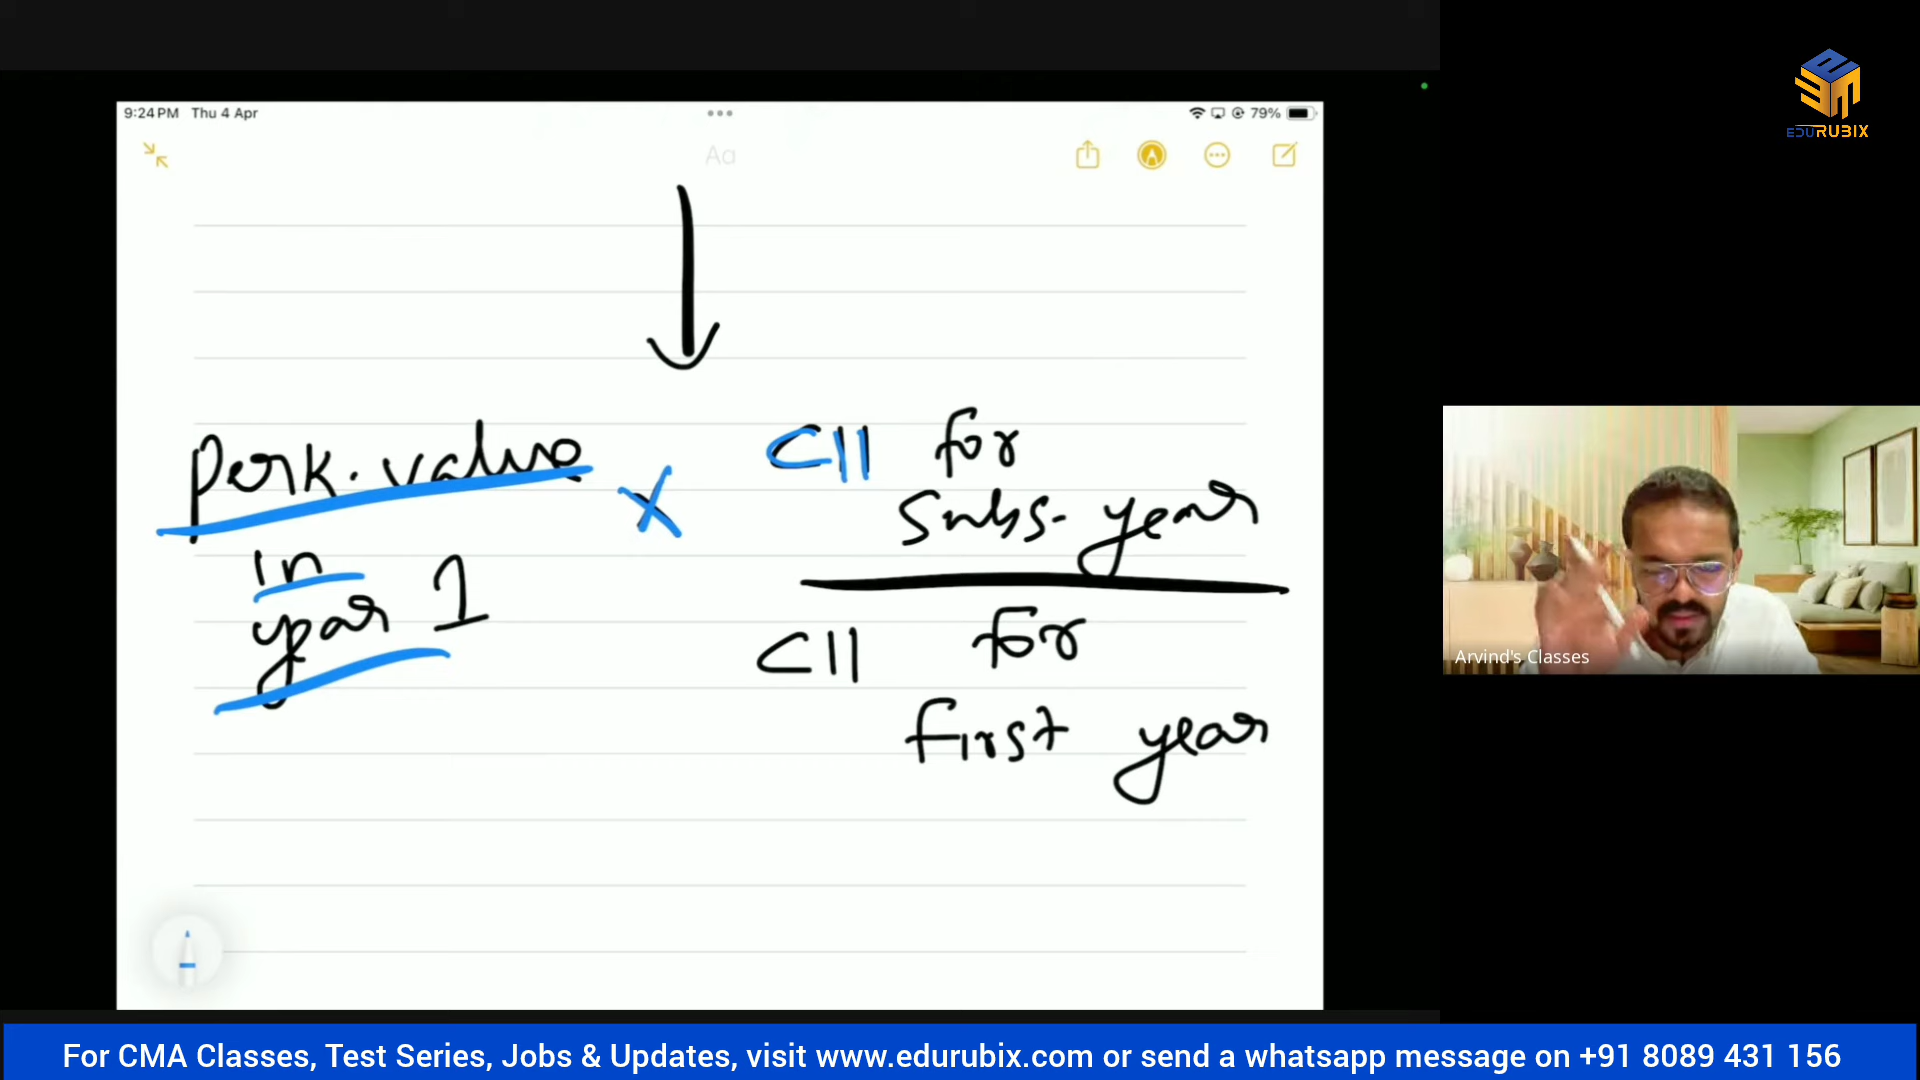 EDURUBIX
9:24 PM Thu 4 Apr
79%
Aa
Perk. value
in
year 1
X
CII for
Subs. year
CII for
first year
Arvind's Classes
For CMA Classes, Test Series, Jobs & Updates, visit www.edurubix.com or send a whatsapp message on +91 8089 431 156